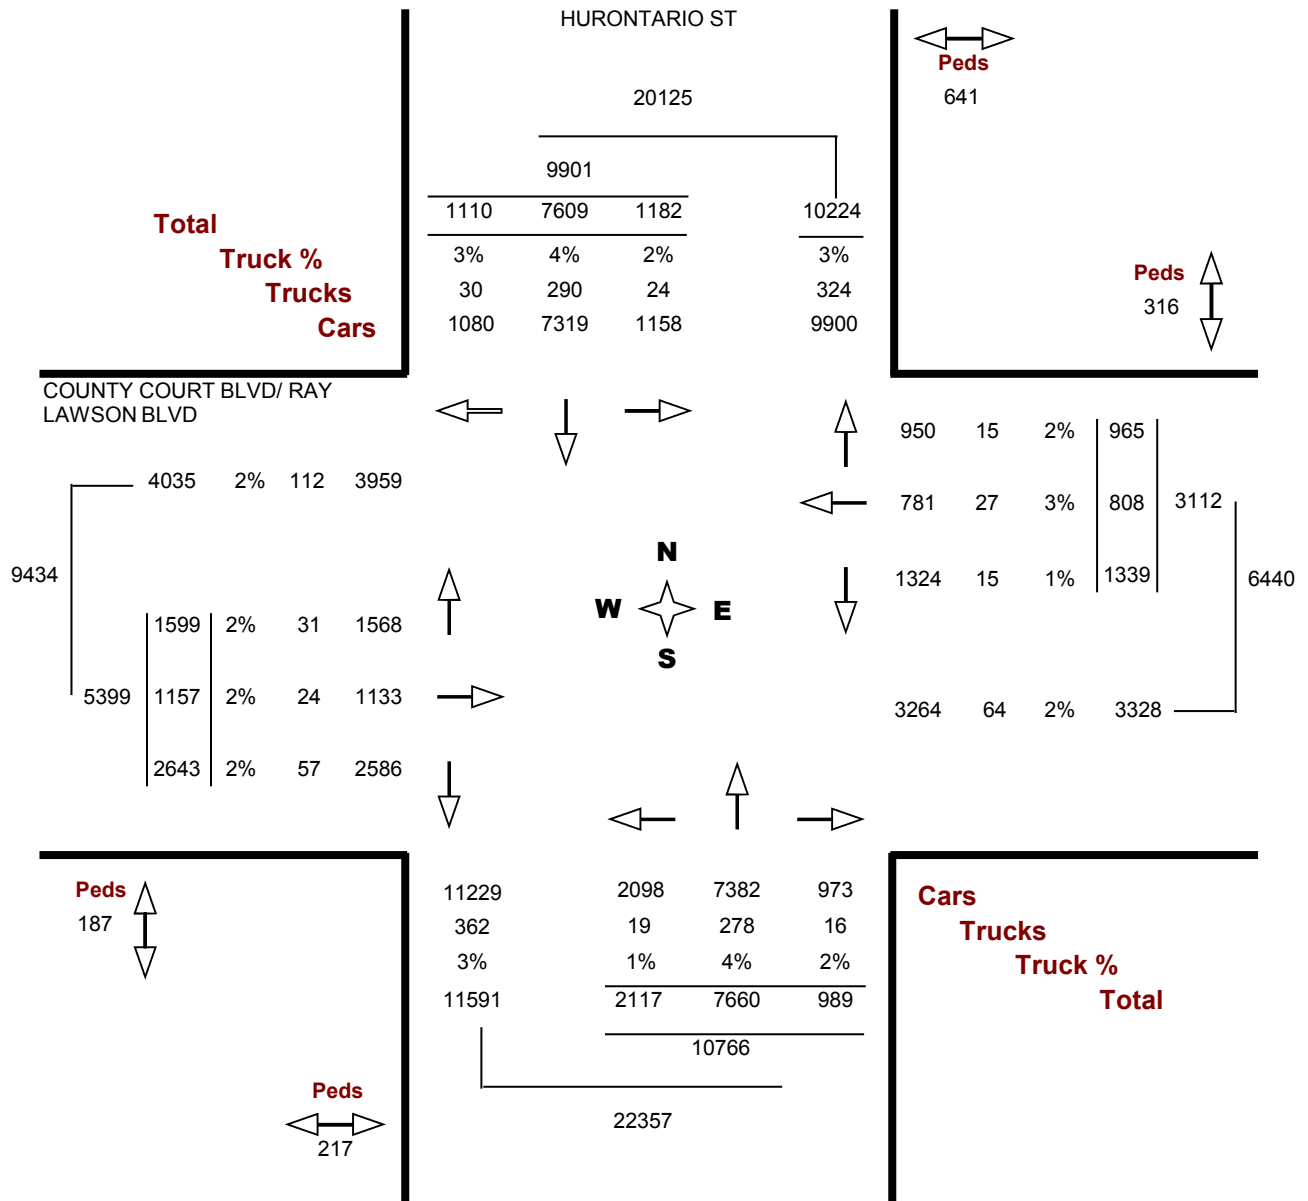 HURONTARIO ST
Peds
641
20125
9901
1110 7609 1182 10224
Total
3% 4% 2% 3%
Truck %
30 290 24 324
Trucks
1080 7319 1158 9900
Cars
Peds
316
COUNTY COURT BLVD/ RAY
LAWSON BLVD
950 15 2% 965
4035 2% 112 3959
781 27 3% 808 3112
N
9434
1324 15 1% 1339 6440
W E
1599 2% 31 1568
S
5399 1157 2% 24 1133
3264 64 2% 3328
2643 2% 57 2586
Peds
187
11229 2098 7382 973
Cars
362 19 278 16
Trucks
3% 1% 4% 2%
Truck %
11591 2117 7660 989
Total
10766
Peds
217
22357